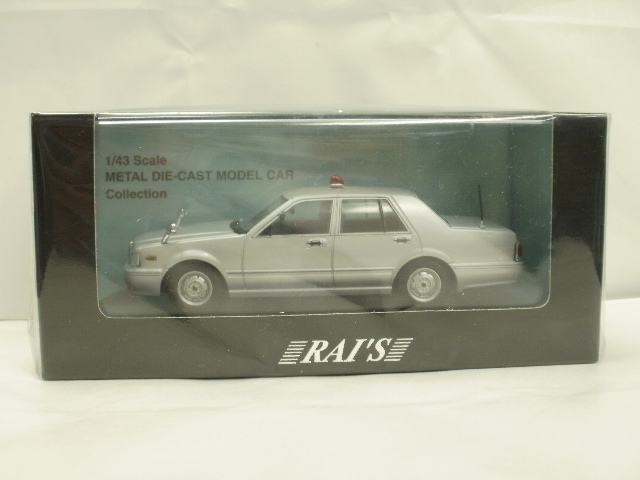 1/43 Scale
METAL DIE-CAST MODEL CAR
Collection
RAI'S